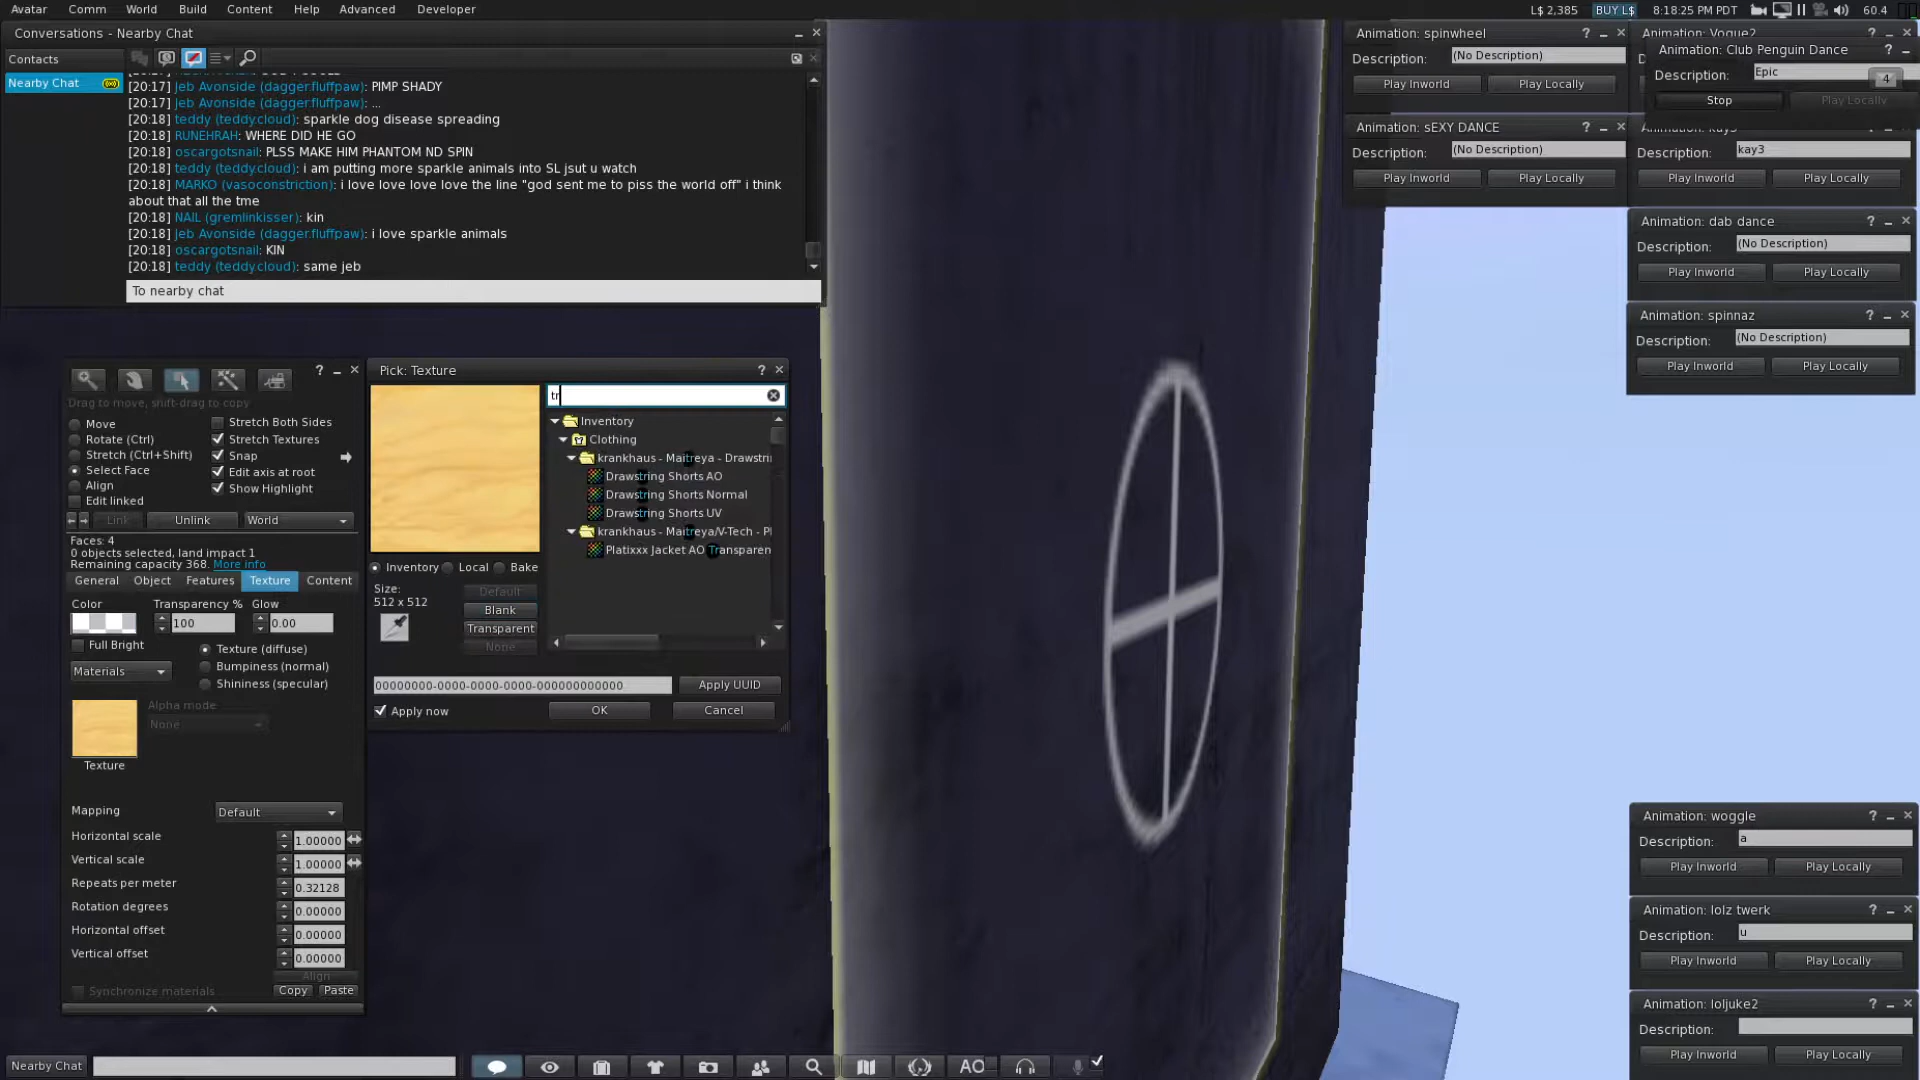 Avatar Comm World Build Content Help Advanced Developer
L$ 2,385 BUY L$ 8:18:25 PM PDT 60.4
Conversations - Nearby Chat
Contacts
Nearby Chat
[20:17] Jeb Avonside (dagger.fluffpaw): PIMP SHADY
[20:17] Jeb Avonside (dagger.fluffpaw): ...
[20:18] teddy (teddy.cloud): sparkle dog disease spreading
[20:18] RUNEHRAH: WHERE DID HE GO
[20:18] oscargotsnail: PLSS MAKE HIM PHANTOM ND SPIN
[20:18] teddy (teddy.cloud): i am putting more sparkle animals into SL jsut u watch
[20:18] MARKO (vasoconstriction): i love love love love the line "god sent me to piss the world off" i think
about that all the tme
[20:18] NAIL (gremlinkisser): kin
[20:18] Jeb Avonside (dagger.fluffpaw): i love sparkle animals
[20:18] oscargotsnail: KIN
[20:18] teddy (teddy.cloud): same jeb
To nearby chat
Animation: spinwheel
Description: (No Description)
Play Inworld Play Locally
Animation: sEXY DANCE
Description: (No Description)
Play Inworld Play Locally
Animation: Vogue2
Animation: Club Penguin Dance
Description: Epic
4
Stop Play Locally
kay3
Description: kay3
Play Inworld Play Locally
Animation: dab dance
Description: (No Description)
Play Inworld Play Locally
Animation: spinnaz
Description: (No Description)
Play Inworld Play Locally
Drag to move, shift-drag to copy
Move
Rotate (Ctrl)
Stretch (Ctrl+Shift)
Select Face
Align
Edit linked
Stretch Both Sides
Stretch Textures
Snap
Edit axis at root
Show Highlight
Link Unlink World
Faces: 4
0 objects selected, land impact 1
Remaining capacity 368. More info
General Object Features Texture Content
Color Transparency % Glow
100 0.00
Full Bright
Texture (diffuse)
Bumpiness (normal)
Shininess (specular)
Materials
Alpha mode
None
Texture
Mapping Default
Horizontal scale 1.00000
Vertical scale 1.00000
Repeats per meter 0.32128
Rotation degrees 0.00000
Horizontal offset 0.00000
Vertical offset 0.00000
Align
Synchronize materials Copy Paste
Pick: Texture
tr
Inventory
Clothing
krankhaus - Maitreya - Drawstri
Drawstring Shorts AO
Drawstring Shorts Normal
Drawstring Shorts UV
krankhaus - Maitreya/V-Tech - Pl
Platixxx Jacket AO Transparen
Inventory Local Bake
Size:
512 x 512
Default
Blank
Transparent
None
00000000-0000-0000-0000-000000000000 Apply UUID
Apply now OK Cancel
Animation: woggle
Description: a
Play Inworld Play Locally
Animation: lolz twerk
Description: u
Play Inworld Play Locally
Animation: loljuke2
Description:
Play Inworld Play Locally
Nearby Chat
AO